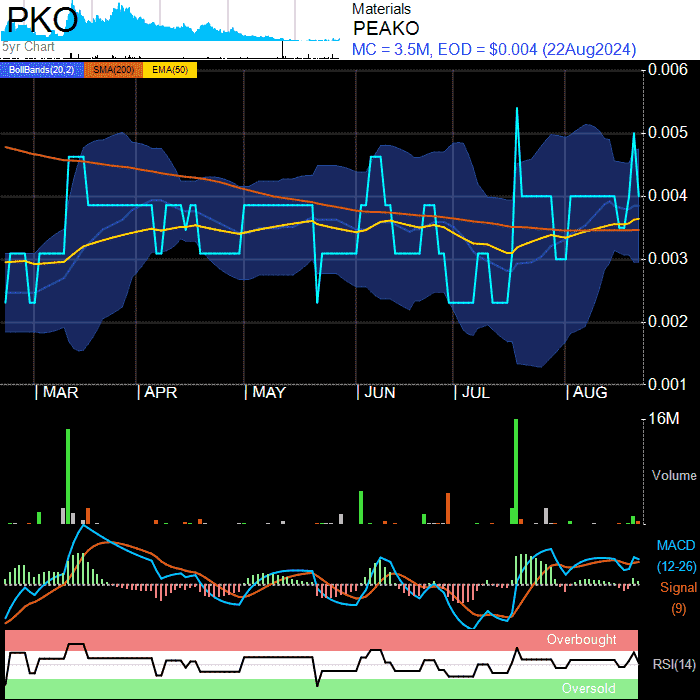 PKO
5yr Chart
Materials
PEAKO
MC = 3.5M, EOD = $0.004 (22Aug2024)
BollBands(20,2) SMA(200) EMA(50)
0.006
0.005
0.004
0.003
0.002
0.001
| MAR | APR | MAY | JUN | JUL | AUG
16M
Volume
MACD
(12-26)
Signal
(9)
Overbought
RSI(14)
Oversold